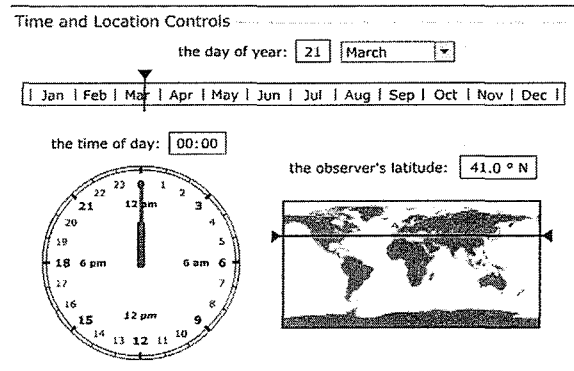 Time and Location Controls
the day of year: 21 March
| Jan | Feb | Mar | Apr | May | Jun | Jul | Aug | Sep | Oct | Nov | Dec |
the time of day: 00:00
the observer's latitude: 41.0 ° N
0 1 2 3 4 5 6 7 8 9 10 11 12 13 14 15 16 17 18 19 20 21 22 23
12 am
6 pm 6 am
12 pm